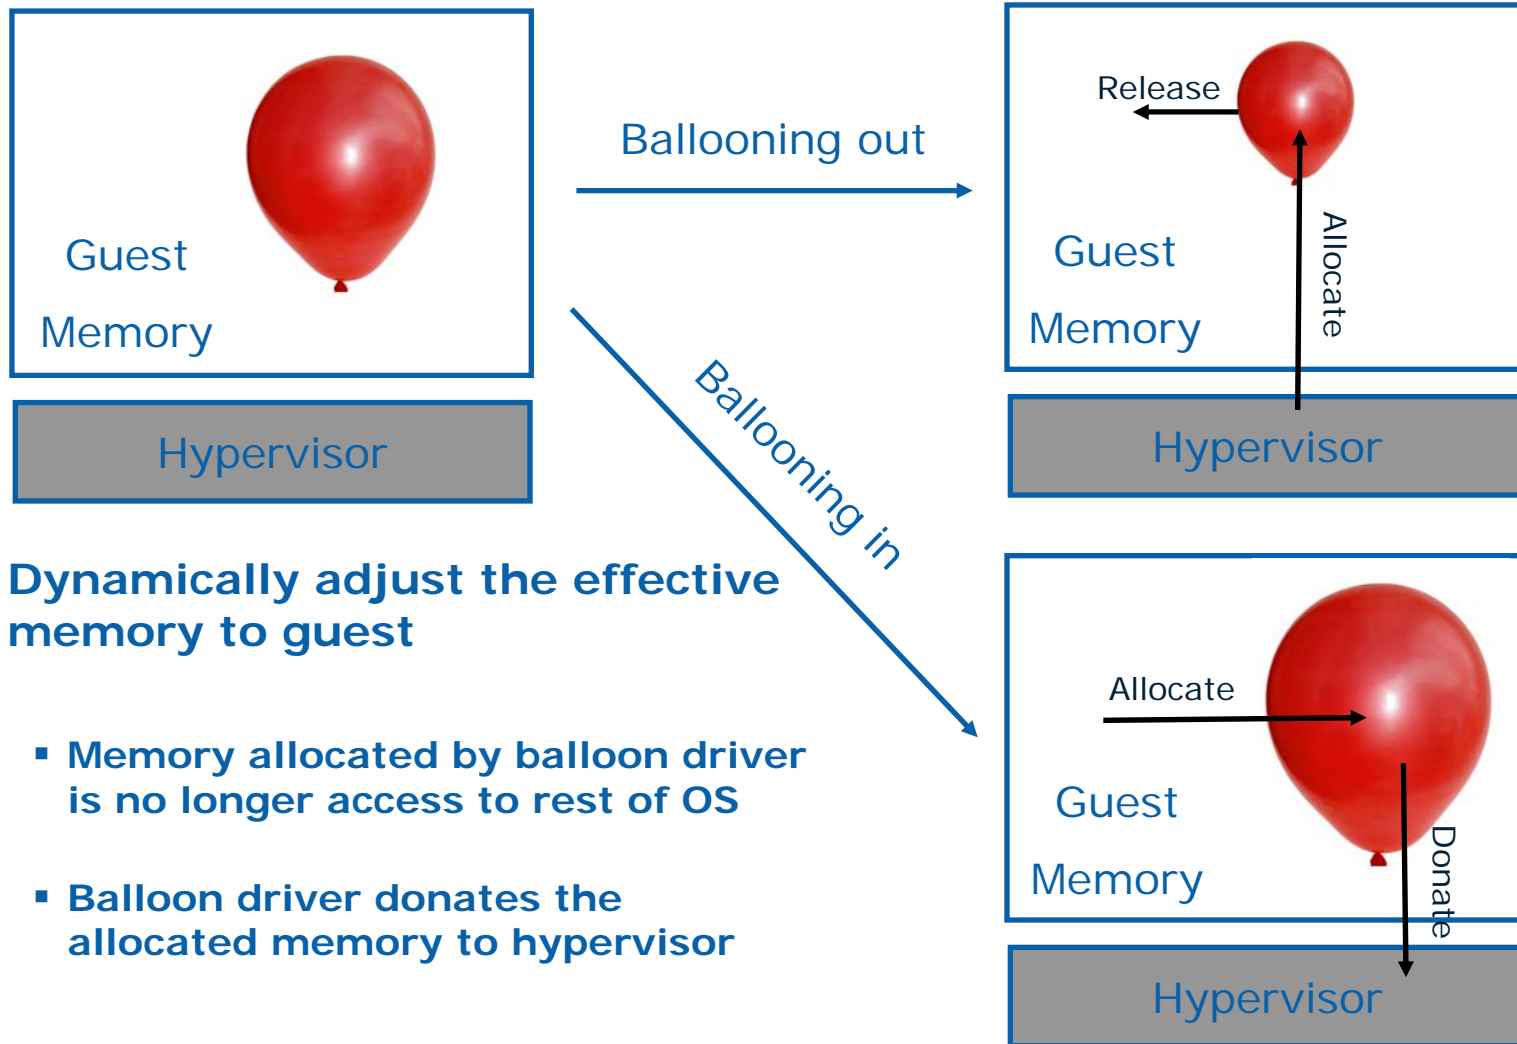 Guest
Memory
Hypervisor
Ballooning out
Release
Allocate
Guest
Memory
Hypervisor
Ballooning in
Dynamically adjust the effective
memory to guest
▪ Memory allocated by balloon driver
is no longer access to rest of OS
▪ Balloon driver donates the
allocated memory to hypervisor
Allocate
Guest
Memory
Donate
Hypervisor